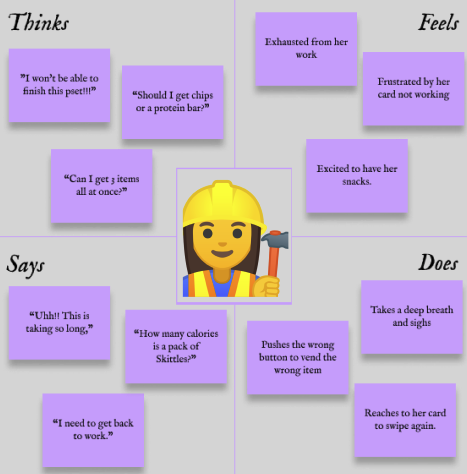 Thinks
"I won't be able to
finish this pset!!!"
"Should I get chips
or a protein bar?"
"Can I get 3 items
all at once?"
Feels
Exhausted from her
work
Frustrated by her
card not working
Excited to have her
snacks.
Says
"Uhh!! This is
taking so long,"
"How many calories
is a pack of
Skittles?"
"I need to get back
to work."
Does
Takes a deep breath
and sighs
Pushes the wrong
button to vend the
wrong item
Reaches to her card
to swipe again.